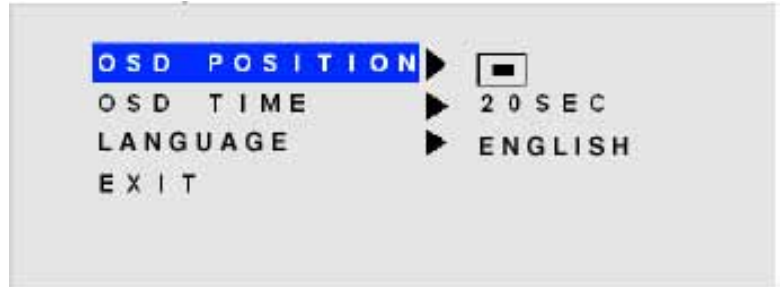 OSD POSITION
OSD TIME 20SEC
LANGUAGE ENGLISH
EXIT